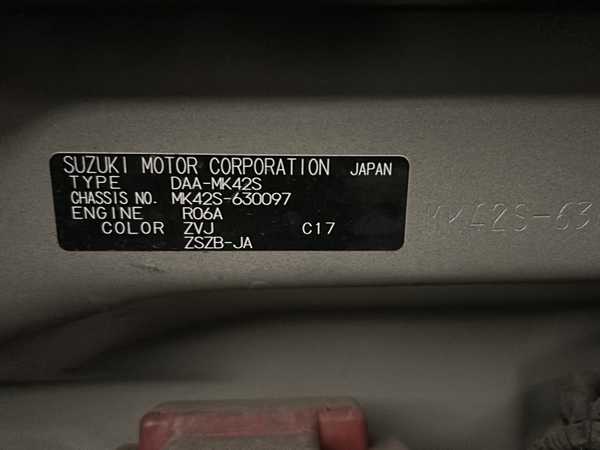 SUZUKI MOTOR CORPORATION JAPAN
TYPE DAA-MK42S
CHASSIS NO. MK42S-630097
ENGINE R06A
COLOR ZVJ C17
ZSZB-JA
MK42S-63